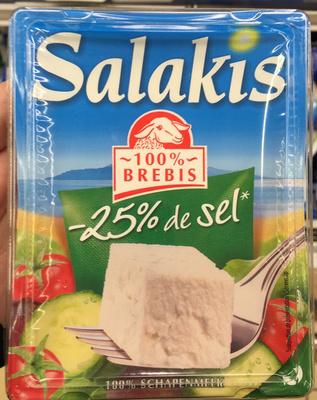 Salakis
~100%~
BREBIS
-25% de sel*
100% SCHAPENMELK